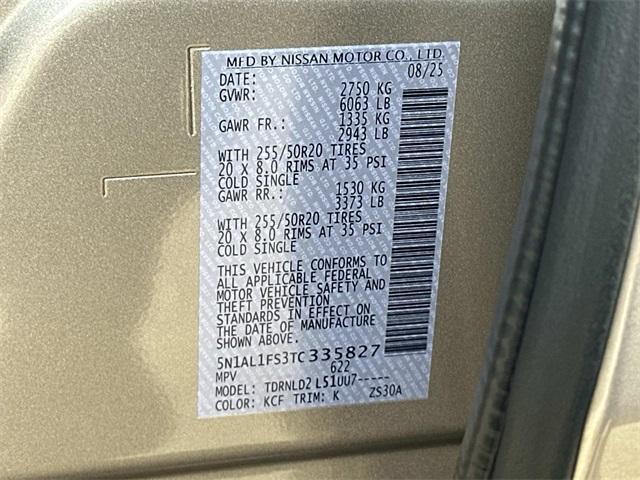 MFD BY NISSAN MOTOR CO., LTD.
DATE: 08/25
GVWR: 2750 KG
6063 LB
GAWR FR.: 1335 KG
2943 LB
WITH 255/50R20 TIRES
20 X 8.0 RIMS AT 35 PSI
COLD SINGLE
GAWR RR.: 1530 KG
3373 LB
WITH 255/50R20 TIRES
20 X 8.0 RIMS AT 35 PSI
COLD SINGLE
THIS VEHICLE CONFORMS TO
ALL APPLICABLE FEDERAL
MOTOR VEHICLE SAFETY AND
THEFT PREVENTION
STANDARDS IN EFFECT ON
THE DATE OF MANUFACTURE
SHOWN ABOVE.
5N1AL1FS3TC335827
MPV 622
MODEL: TDRNLD2 L51UU7-----
COLOR: KCF TRIM: K ZS30A